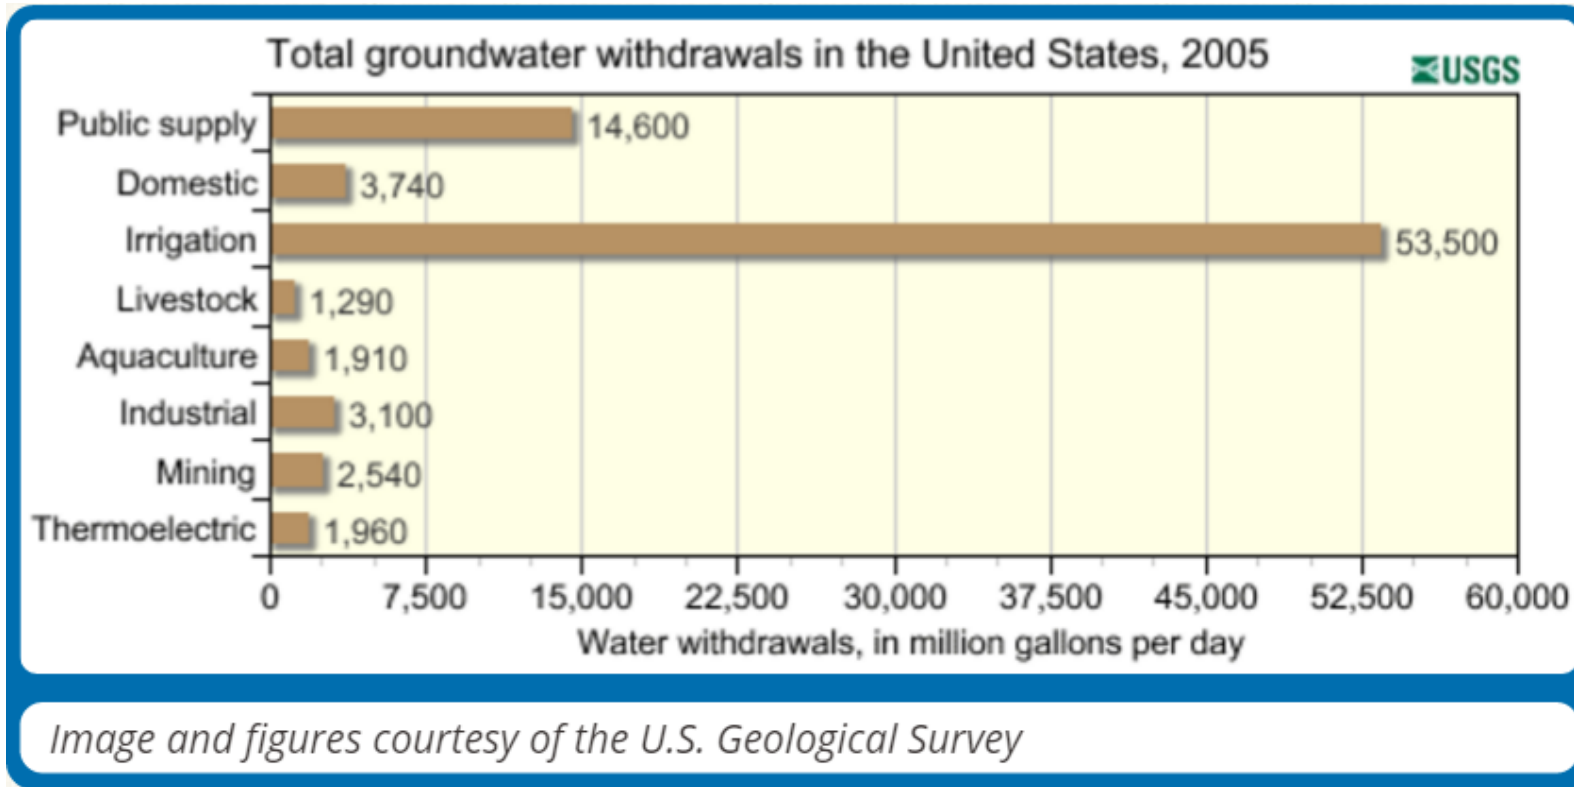 Total groundwater withdrawals in the United States, 2005
USGS
Public supply 14,600
Domestic 3,740
Irrigation 53,500
Livestock 1,290
Aquaculture 1,910
Industrial 3,100
Mining 2,540
Thermoelectric 1,960
0 7,500 15,000 22,500 30,000 37,500 45,000 52,500 60,000
Water withdrawals, in million gallons per day
Image and figures courtesy of the U.S. Geological Survey